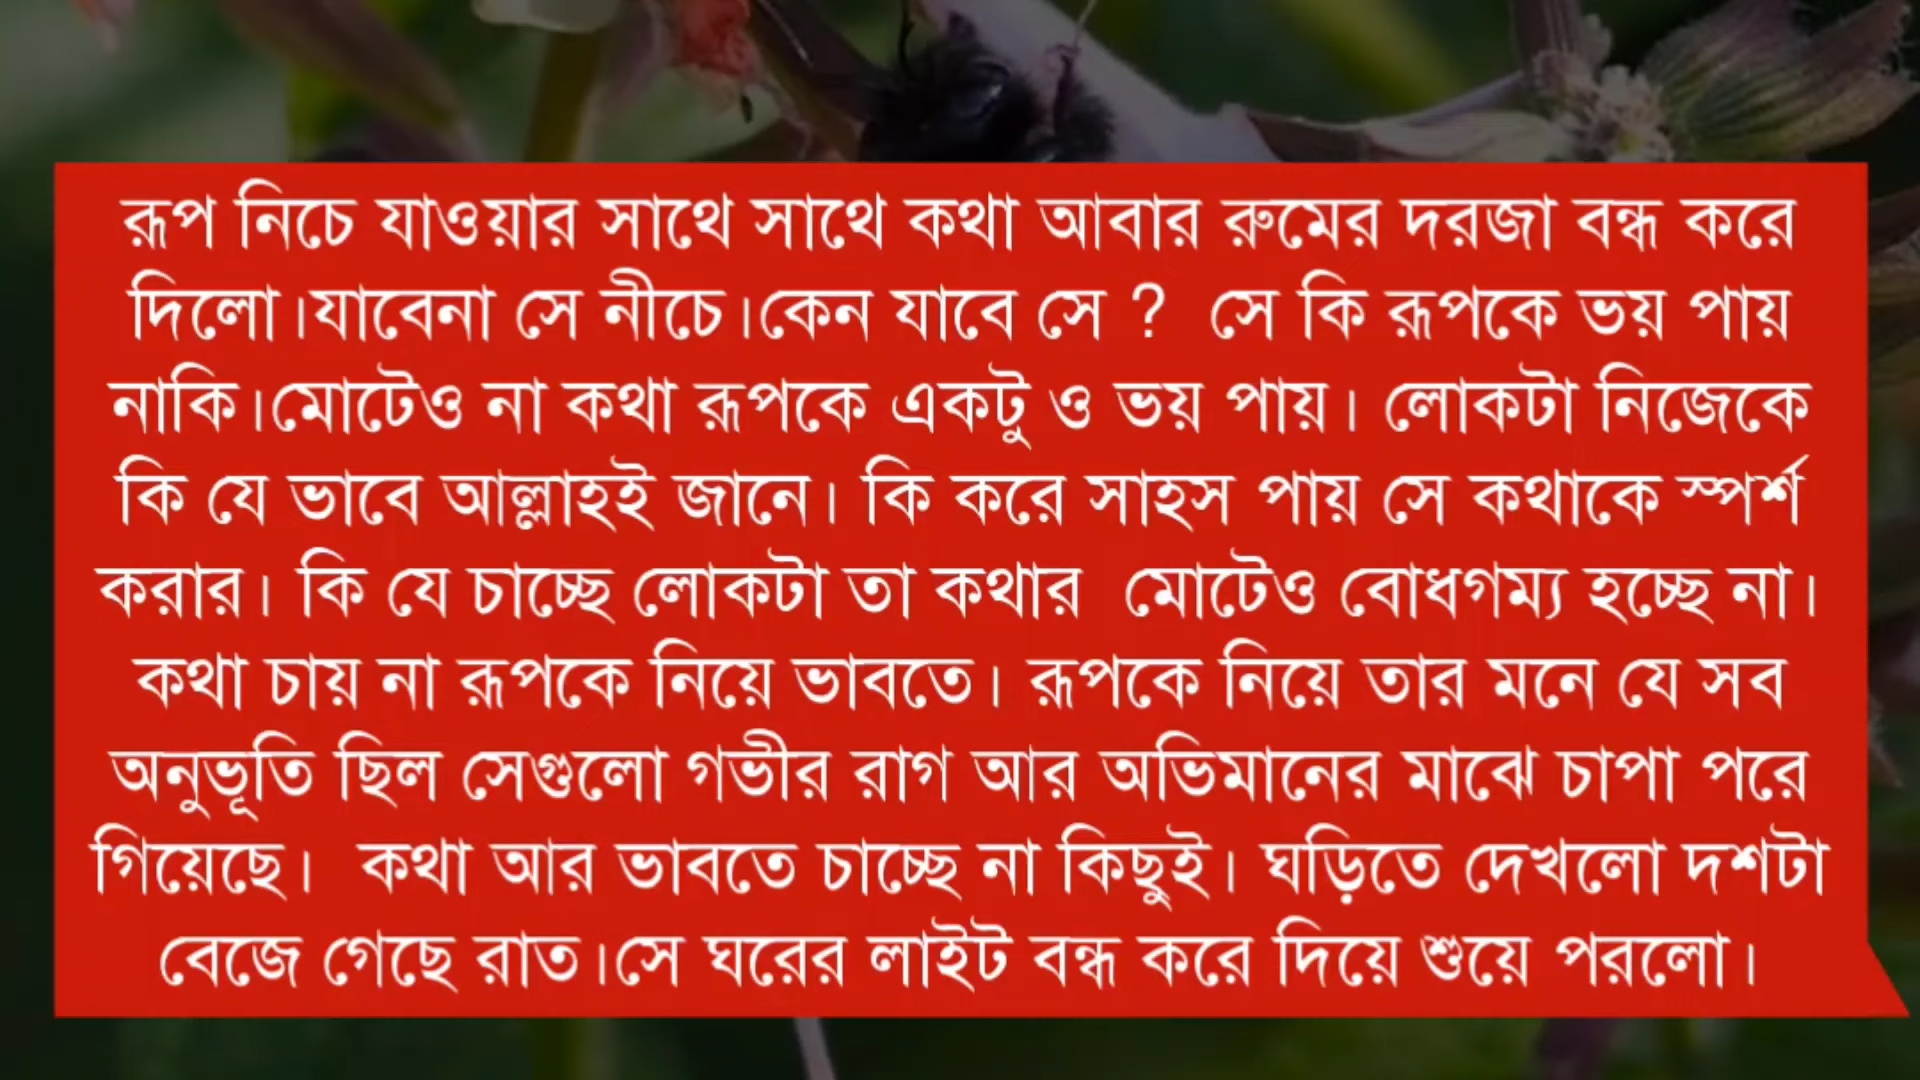 রূপ নিচে যাওয়ার সাথে সাথে কথা আবার রুমের দরজা বন্ধ করে
দিলো।যাবেনা সে নীচে।কেন যাবে সে ? সে কি রূপকে ভয় পায়
নাকি।মোটেও না কথা রূপকে একটু ও ভয় পায়। লোকটা নিজেকে
কি যে ভাবে আল্লাহই জানে। কি করে সাহস পায় সে কথাকে স্পর্শ
করার। কি যে চাচ্ছে লোকটা তা কথার মোটেও বোধগম্য হচ্ছে না।
কথা চায় না রূপকে নিয়ে ভাবতে। রূপকে নিয়ে তার মনে যে সব
অনুভূতি ছিল সেগুলো গভীর রাগ আর অভিমানের মাঝে চাপা পরে
গিয়েছে। কথা আর ভাবতে চাচ্ছে না কিছুই। ঘড়িতে দেখলো দশটা
বেজে গেছে রাত।সে ঘরের লাইট বন্ধ করে দিয়ে শুয়ে পরলো।